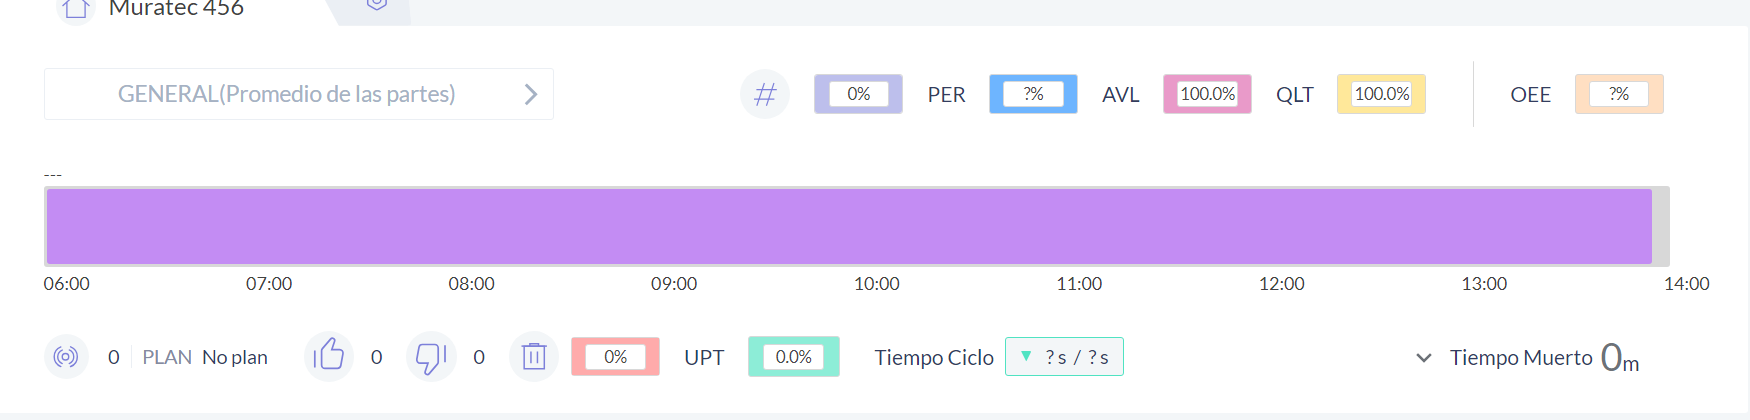 Muratec 456
GENERAL(Promedio de las partes)
0% PER ?% AVL 100.0% QLT 100.0% OEE ?%
---
06:00 07:00 08:00 09:00 10:00 11:00 12:00 13:00 14:00
0 PLAN No plan 0 0 0% UPT 0.0% Tiempo Ciclo ?s / ?s Tiempo Muerto 0m